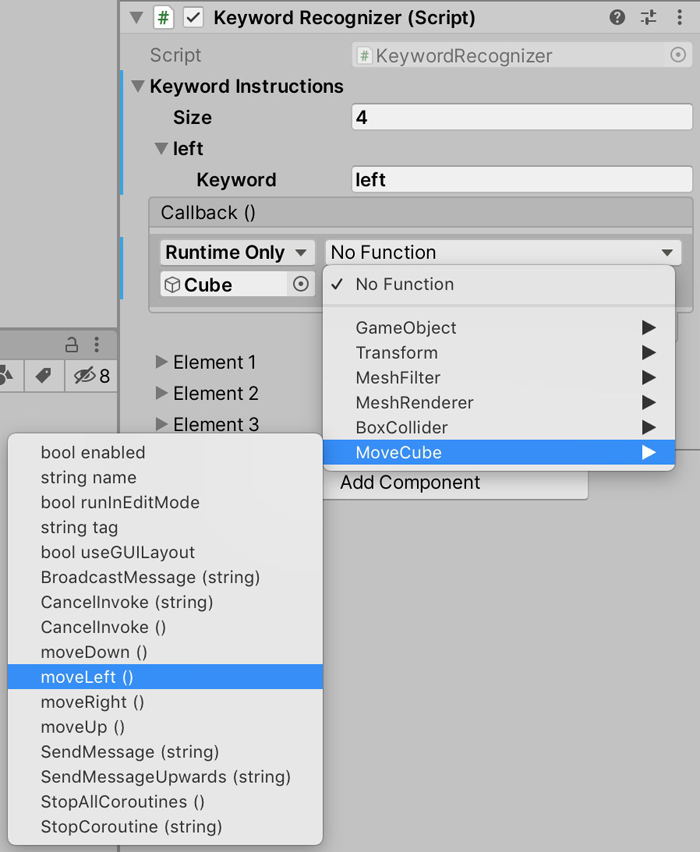 Keyword Recognizer (Script)
Script
KeywordRecognizer
Keyword Instructions
Size
4
left
Keyword
left
Callback ()
Runtime Only
No Function
Cube
No Function
GameObject
Transform
MeshFilter
MeshRenderer
BoxCollider
MoveCube
8
Element 1
Element 2
Element 3
Add Component
bool enabled
string name
bool runInEditMode
string tag
bool useGUILayout
BroadcastMessage (string)
CancelInvoke (string)
CancelInvoke ()
moveDown ()
moveLeft ()
moveRight ()
moveUp ()
SendMessage (string)
SendMessageUpwards (string)
StopAllCoroutines ()
StopCoroutine (string)